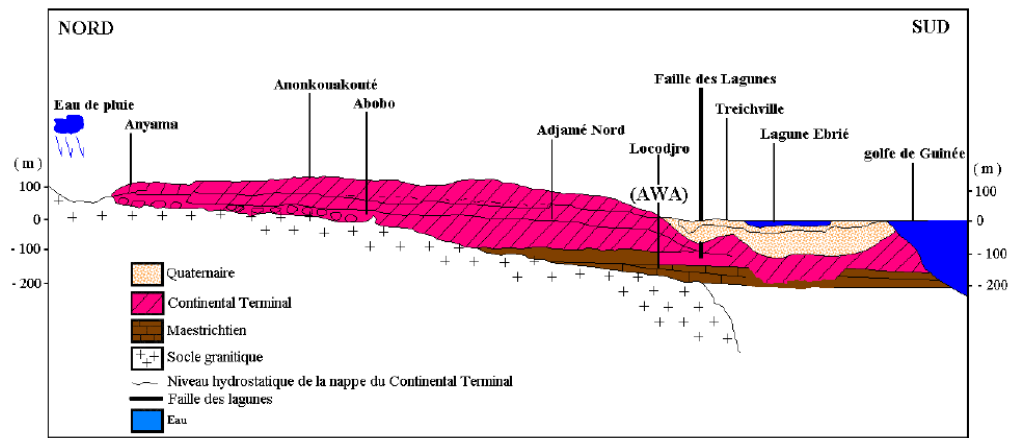 NORD
SUD
Anonkouakouté
Abobo
Faille des Lagunes
Treichville
Eau de pluie
Anyama
Adjamé Nord
Lagune Ebrié
Locodjro
golfe de Guinée
( m )
( m )
(AWA)
100
0
- 100
- 200
100
0
- 100
- 200
Quaternaire
Continental Terminal
Maestrichtien
Socle granitique
Niveau hydrostatique de la nappe du Continental Terminal
Faille des lagunes
Eau